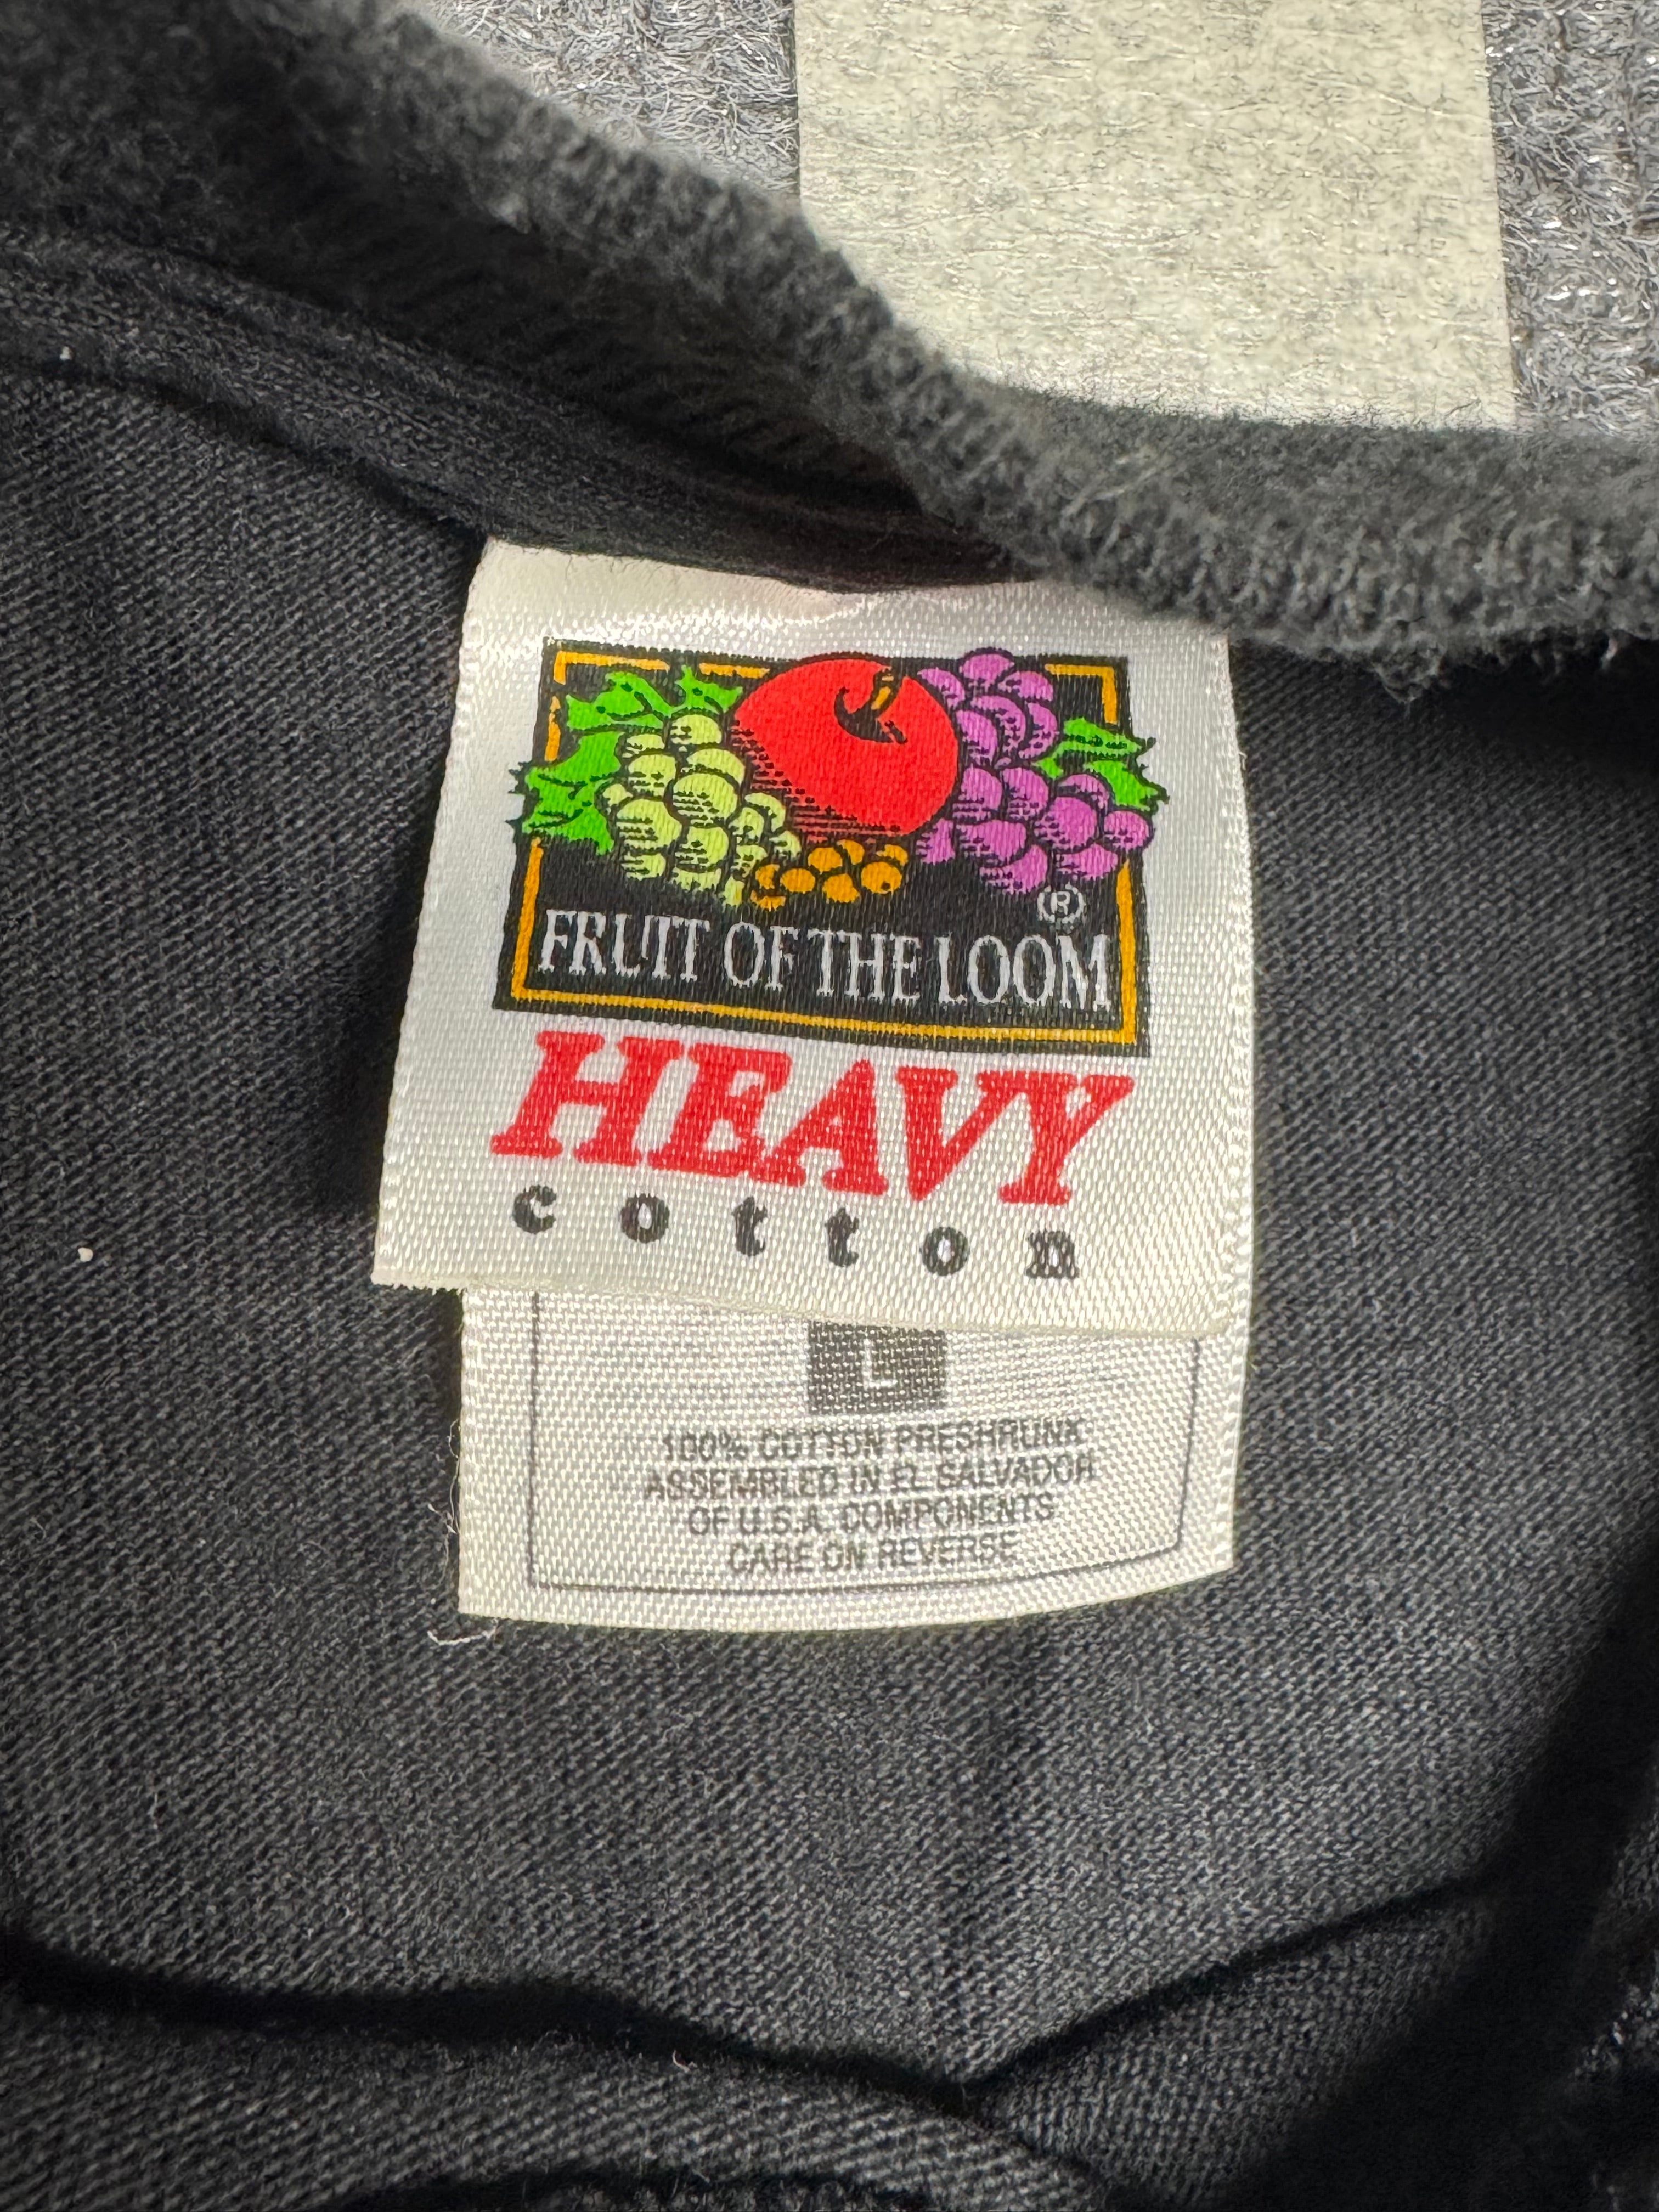 ®
FRUIT OF THE LOOM
HEAVY
cotton
L
100% COTTON PRESHRUNK
ASSEMBLED IN EL SALVADOR
OF U.S.A. COMPONENTS
CARE ON REVERSE